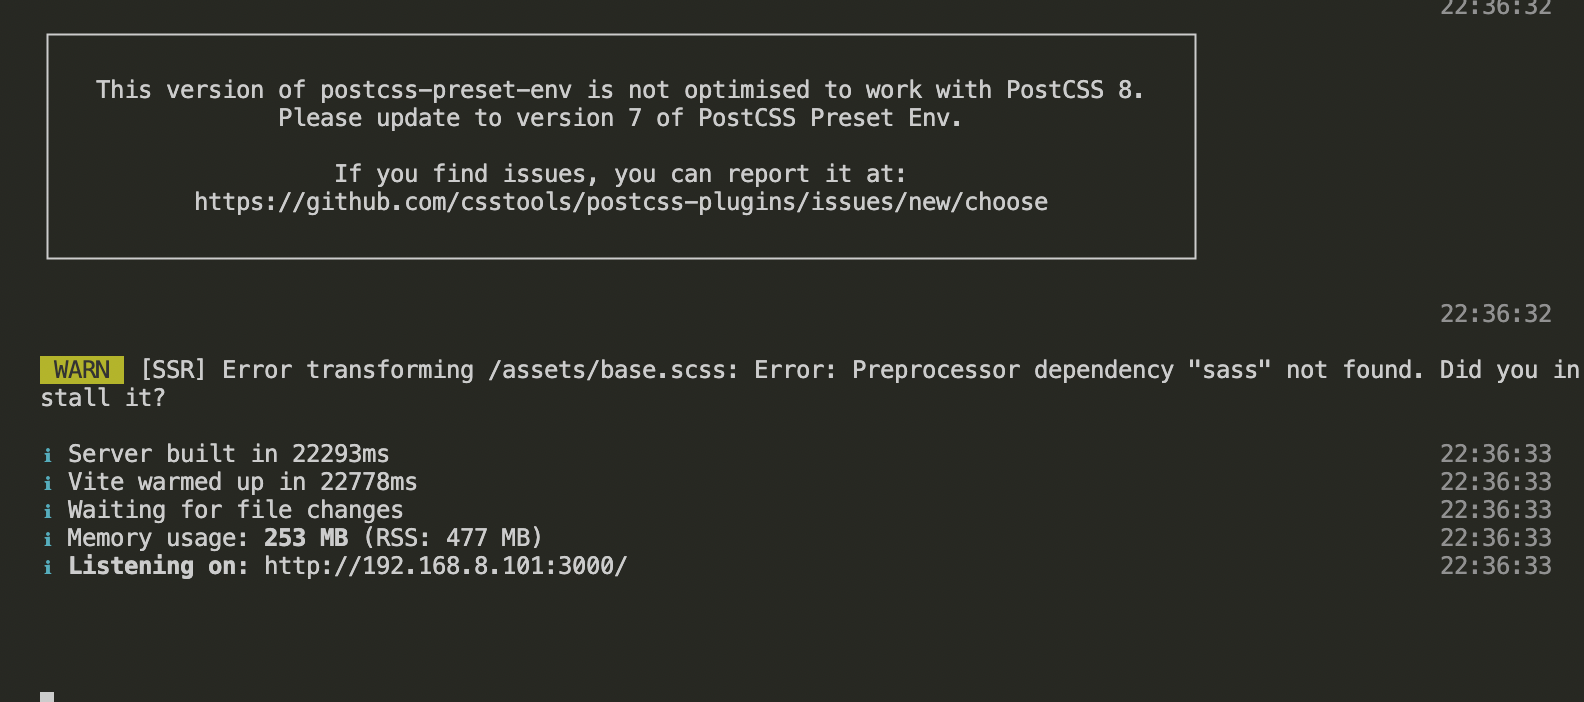 22:36:32
This version of postcss-preset-env is not optimised to work with PostCSS 8.
Please update to version 7 of PostCSS Preset Env.
If you find issues, you can report it at:
https://github.com/csstools/postcss-plugins/issues/new/choose
22:36:32
WARN [SSR] Error transforming /assets/base.scss: Error: Preprocessor dependency "sass" not found. Did you in
stall it?
i Server built in 22293ms 22:36:33
i Vite warmed up in 22778ms 22:36:33
i Waiting for file changes 22:36:33
i Memory usage: 253 MB (RSS: 477 MB) 22:36:33
i Listening on: http://192.168.8.101:3000/ 22:36:33